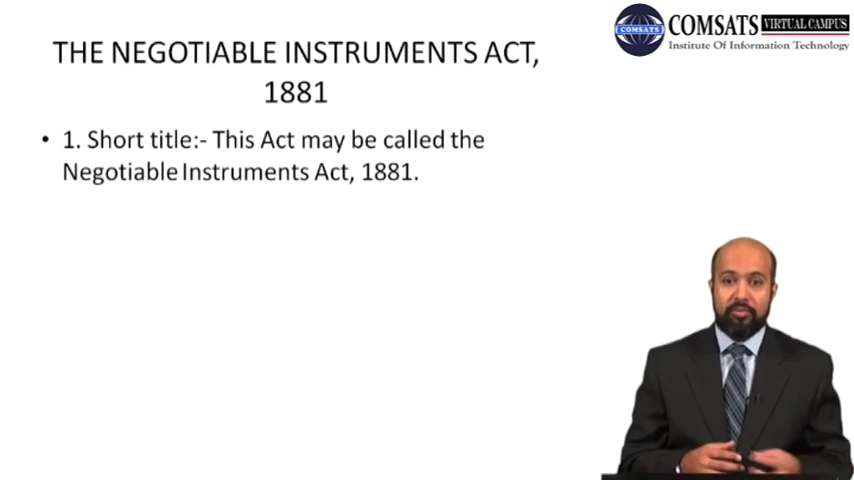 THE NEGOTIABLE INSTRUMENTS ACT,
1881
• 1. Short title:- This Act may be called the
Negotiable Instruments Act, 1881.
COMSATS
COMSATS VIRTUAL CAMPUS
Institute Of Information Technology